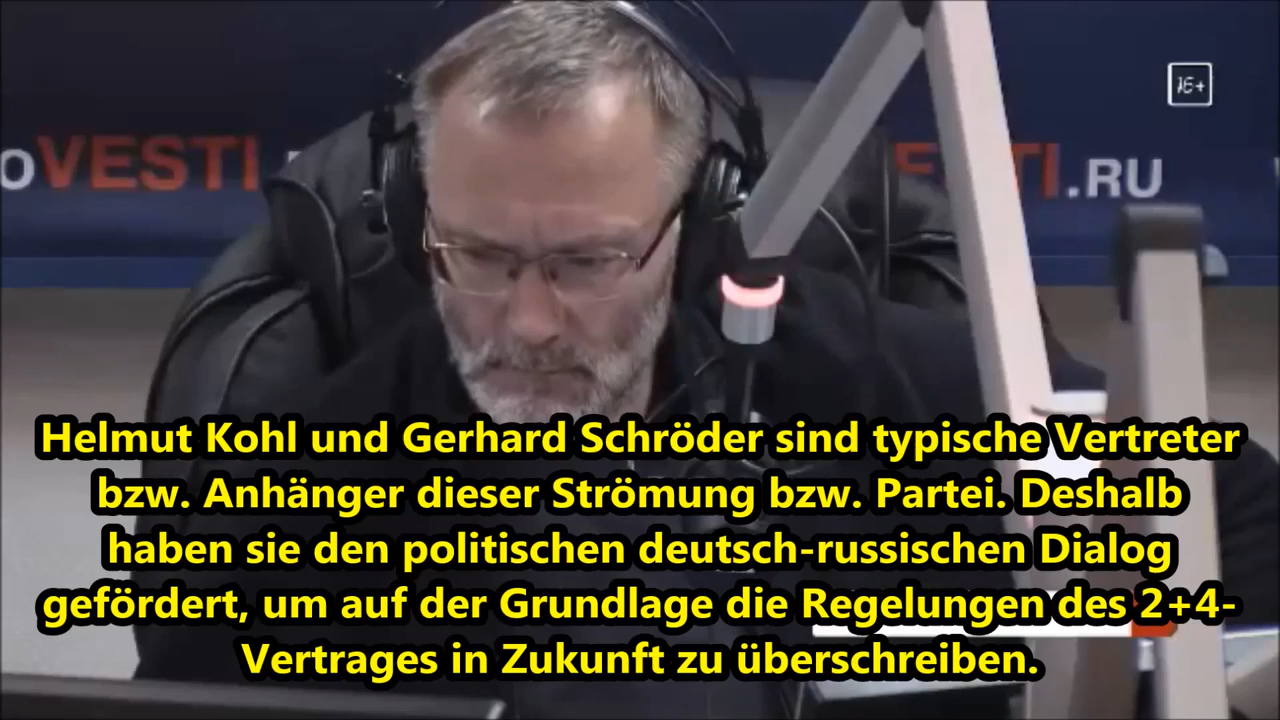 16+
oVESTI
ESTI.RU
Helmut Kohl und Gerhard Schröder sind typische Vertreter
bzw. Anhänger dieser Strömung bzw. Partei. Deshalb
haben sie den politischen deutsch-russischen Dialog
gefördert, um auf der Grundlage die Regelungen des 2+4-
Vertrages in Zukunft zu überschreiben.